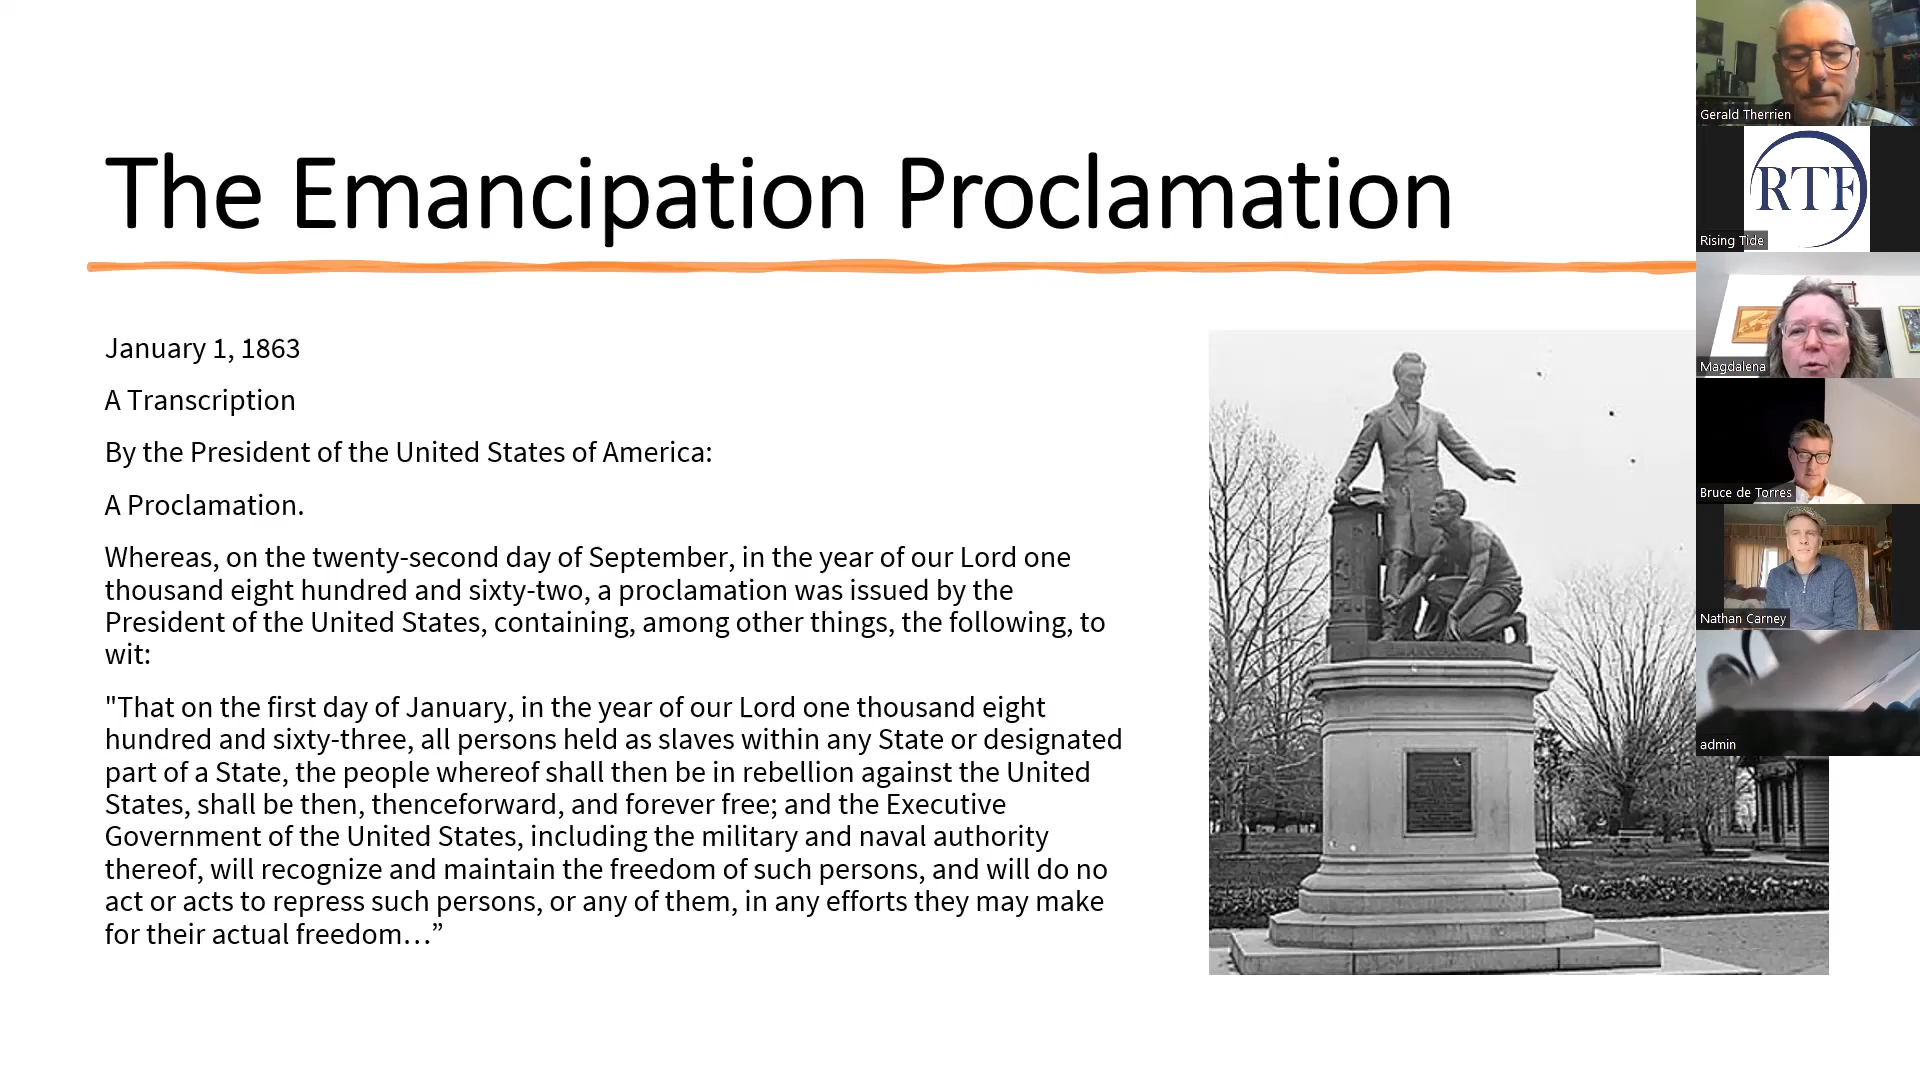 The Emancipation Proclamation
January 1, 1863
A Transcription
By the President of the United States of America:
A Proclamation.
Whereas, on the twenty-second day of September, in the year of our Lord one
thousand eight hundred and sixty-two, a proclamation was issued by the
President of the United States, containing, among other things, the following, to
wit:
"That on the first day of January, in the year of our Lord one thousand eight
hundred and sixty-three, all persons held as slaves within any State or designated
part of a State, the people whereof shall then be in rebellion against the United
States, shall be then, thenceforward, and forever free; and the Executive
Government of the United States, including the military and naval authority
thereof, will recognize and maintain the freedom of such persons, and will do no
act or acts to repress such persons, or any of them, in any efforts they may make
for their actual freedom…”
EMANCIPATION
Gerald Therrien
RTF
Rising Tide
Magdalena
Bruce de Torres
Nathan Carney
admin